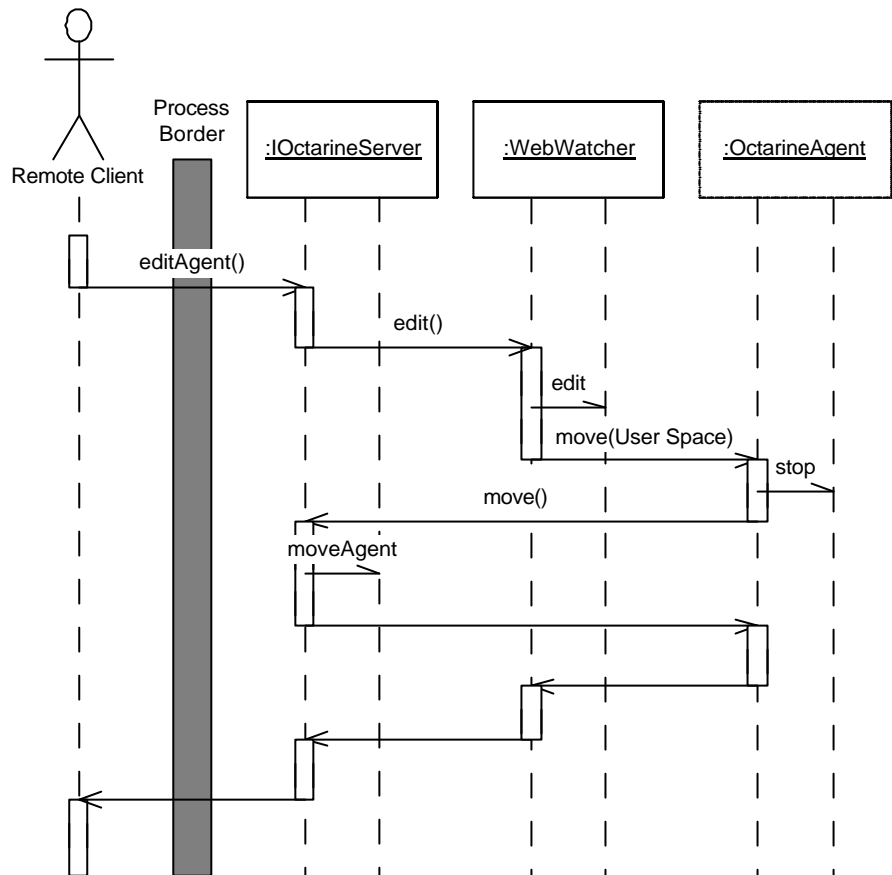 Process
Border
Remote Client
:IOctarineServer
:WebWatcher
:OctarineAgent
editAgent()
edit()
edit
move(User Space)
stop
move()
moveAgent